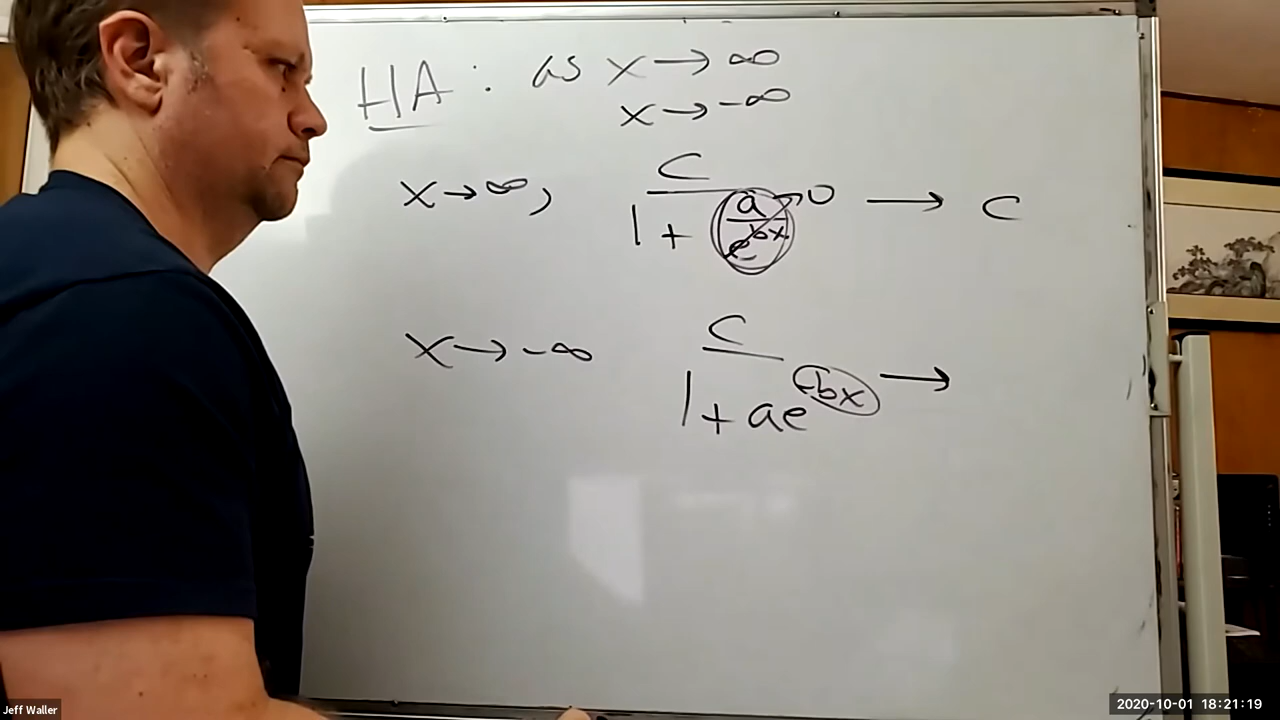 HA : as x → ∞
x → -∞
x → ∞, c / 1 + a / e^bx → 0 → c
x → -∞ c / 1 + ae^-bx →
Jeff Waller
2020-10-01 18:21:19